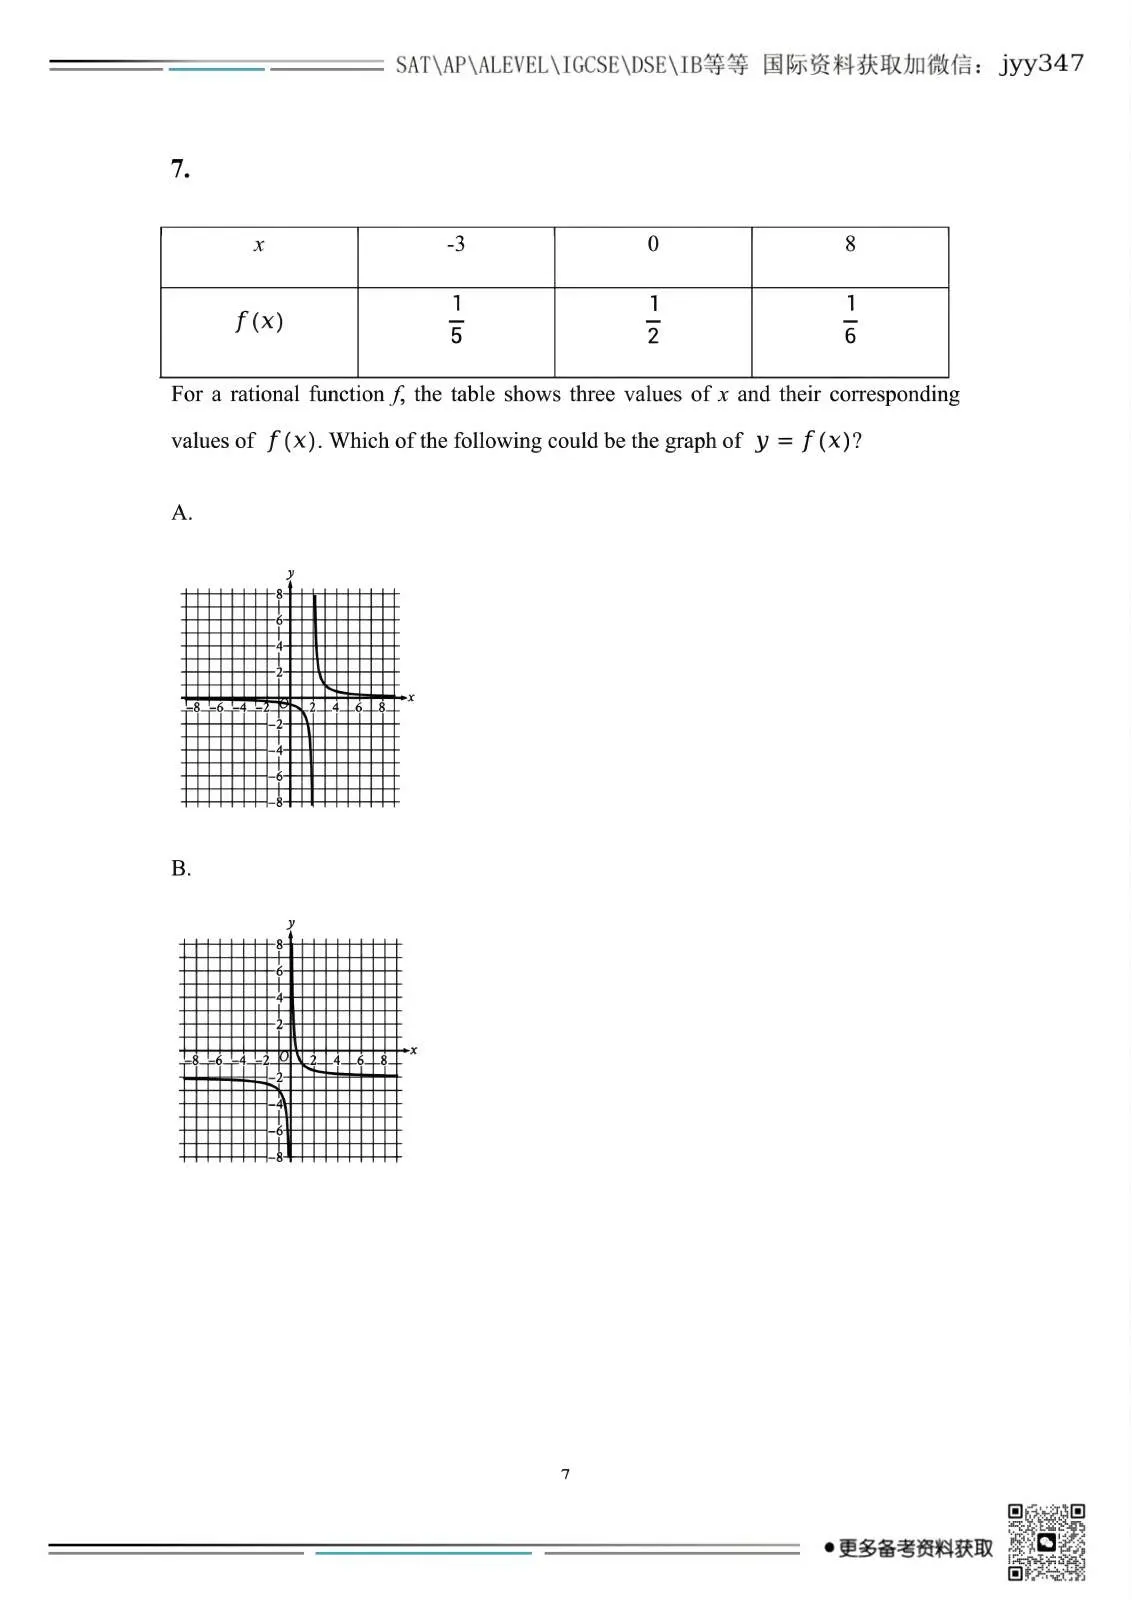 SAT\AP\ALEVEL\IGCSE\DSE\IB等等 国际资料获取加微信: jyy347
7.
x -3 0 8
f(x) 1/5 1/2 1/6
For a rational function f, the table shows three values of x and their corresponding
values of f(x). Which of the following could be the graph of y = f(x)?
A.
y
8
6
4
2
x
-8 -6 -4 -2 O 2 4 6 8
-2
-4
-6
-8
B.
y
8
6
4
2
x
-8 -6 -4 -2 O 2 4 6 8
-2
-4
-6
-8
7
•更多备考资料获取